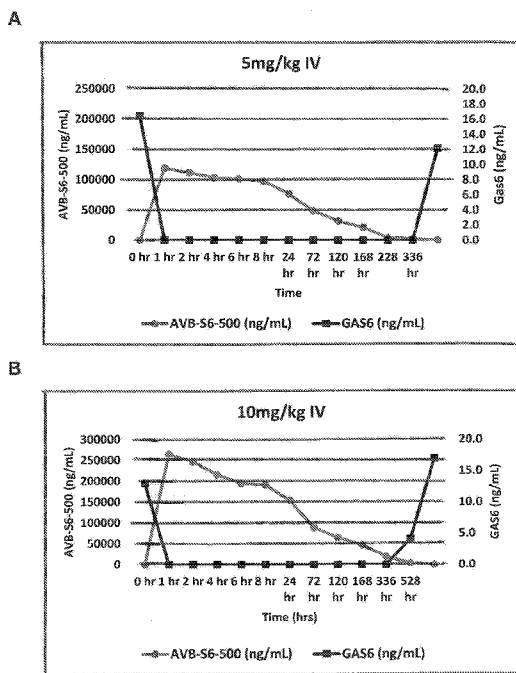 A
5mg/kg IV
250000
200000
150000
100000
50000
0
AVB-S6-500 (ng/mL)
20.0
18.0
16.0
14.0
12.0
10.0
8.0
6.0
4.0
2.0
0.0
Gas6 (ng/mL)
0 hr 1 hr 2 hr 4 hr 6 hr 8 hr 24 72 120 168 228 336
hr hr hr hr hr
Time
AVB-S6-500 (ng/mL) GAS6 (ng/mL)
B
10mg/kg IV
300000
250000
200000
150000
100000
50000
0
AVB-S6-500 (ng/mL)
20.0
15.0
10.0
5.0
0.0
GAS6 (ng/mL)
0 hr 1 hr 2 hr 4 hr 6 hr 8 hr 24 72 120 168 336 528
hr hr hr hr hr hr
Time (hrs)
AVB-S6-500 (ng/mL) GAS6 (ng/mL)